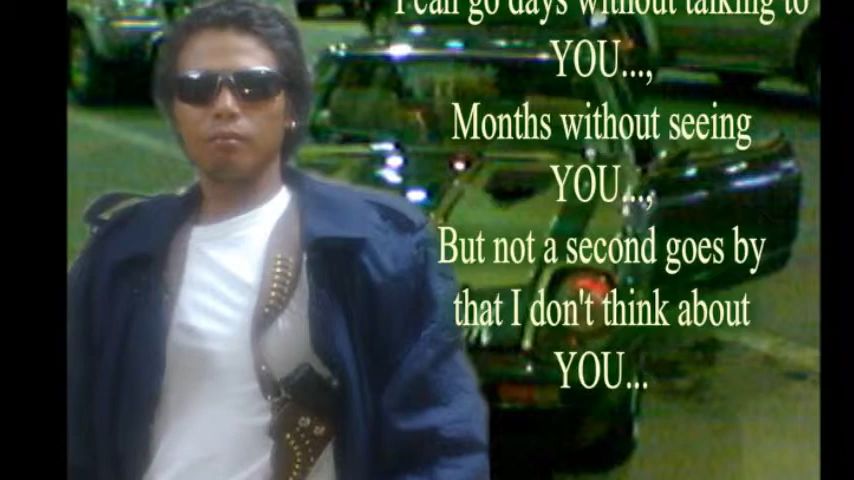 I can go days without talking to
YOU...,
Months without seeing
YOU...,
But not a second goes by
that I don't think about
YOU...